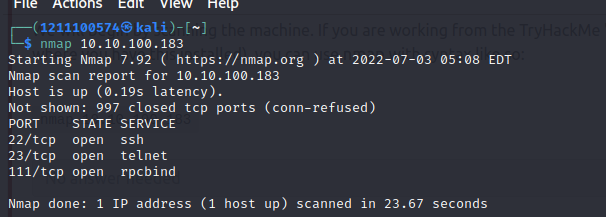 File Actions Edit View Help
┌──(1211100574㉿kali)-[~]
└─$ nmap 10.10.100.183
Starting Nmap 7.92 ( https://nmap.org ) at 2022-07-03 05:08 EDT
Nmap scan report for 10.10.100.183
Host is up (0.19s latency).
Not shown: 997 closed tcp ports (conn-refused)
PORT STATE SERVICE
22/tcp open ssh
23/tcp open telnet
111/tcp open rpcbind
Nmap done: 1 IP address (1 host up) scanned in 23.67 seconds